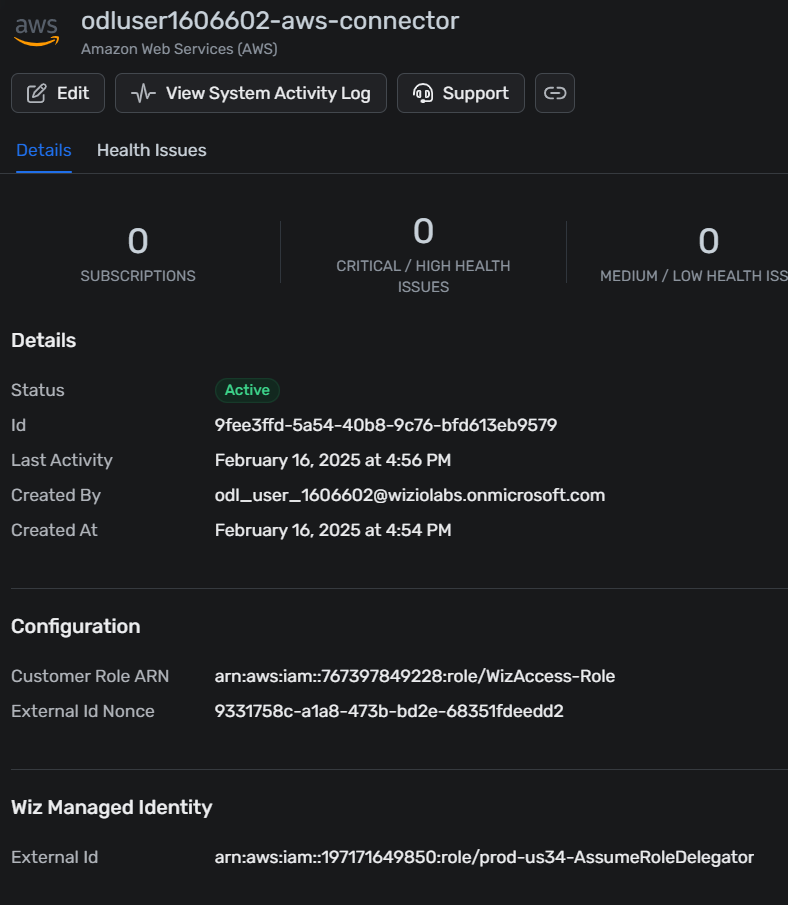 aws
odluser1606602-aws-connector
Amazon Web Services (AWS)
Edit
View System Activity Log
Support
Details
Health Issues
0
SUBSCRIPTIONS
0
CRITICAL / HIGH HEALTH
ISSUES
0
MEDIUM / LOW HEALTH ISS
Details
Status Active
Id 9fee3ffd-5a54-40b8-9c76-bfd613eb9579
Last Activity February 16, 2025 at 4:56 PM
Created By odl_user_1606602@wiziolabs.onmicrosoft.com
Created At February 16, 2025 at 4:54 PM
Configuration
Customer Role ARN arn:aws:iam::767397849228:role/WizAccess-Role
External Id Nonce 9331758c-a1a8-473b-bd2e-68351fdeedd2
Wiz Managed Identity
External Id arn:aws:iam::197171649850:role/prod-us34-AssumeRoleDelegator